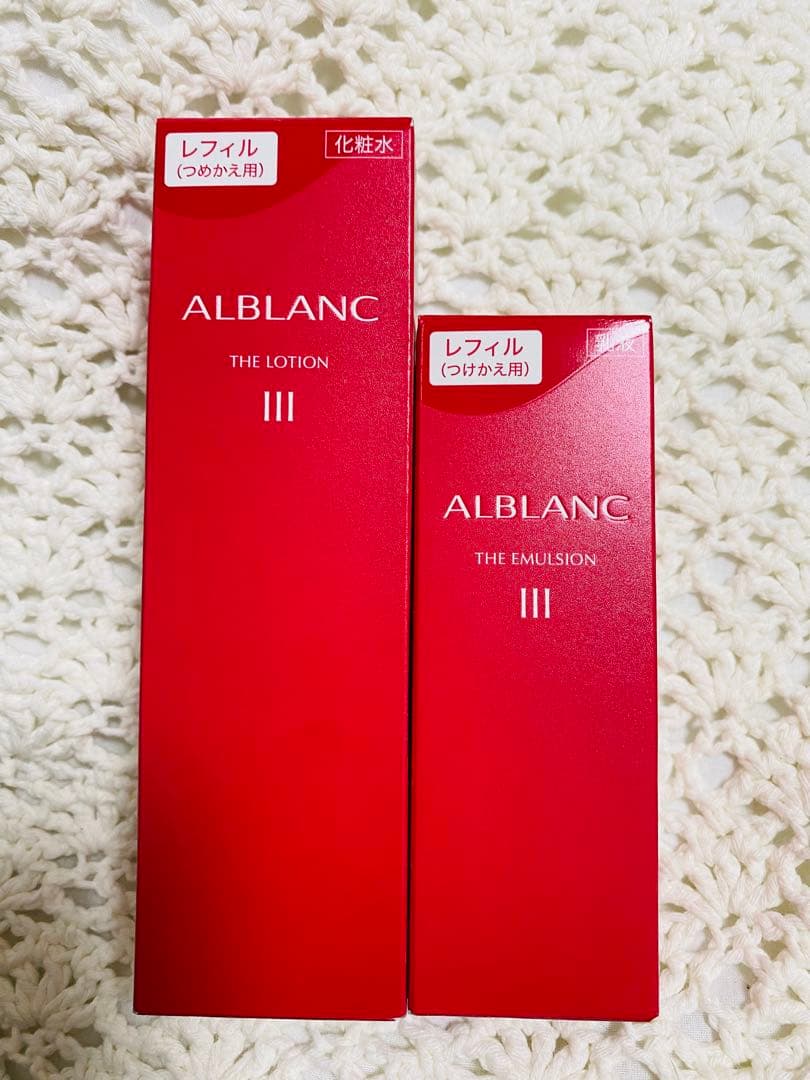 レフィル
(つめかえ用)
化粧水
ALBLANC
THE LOTION
III
レフィル
(つけかえ用)
乳液
ALBLANC
THE EMULSION
III